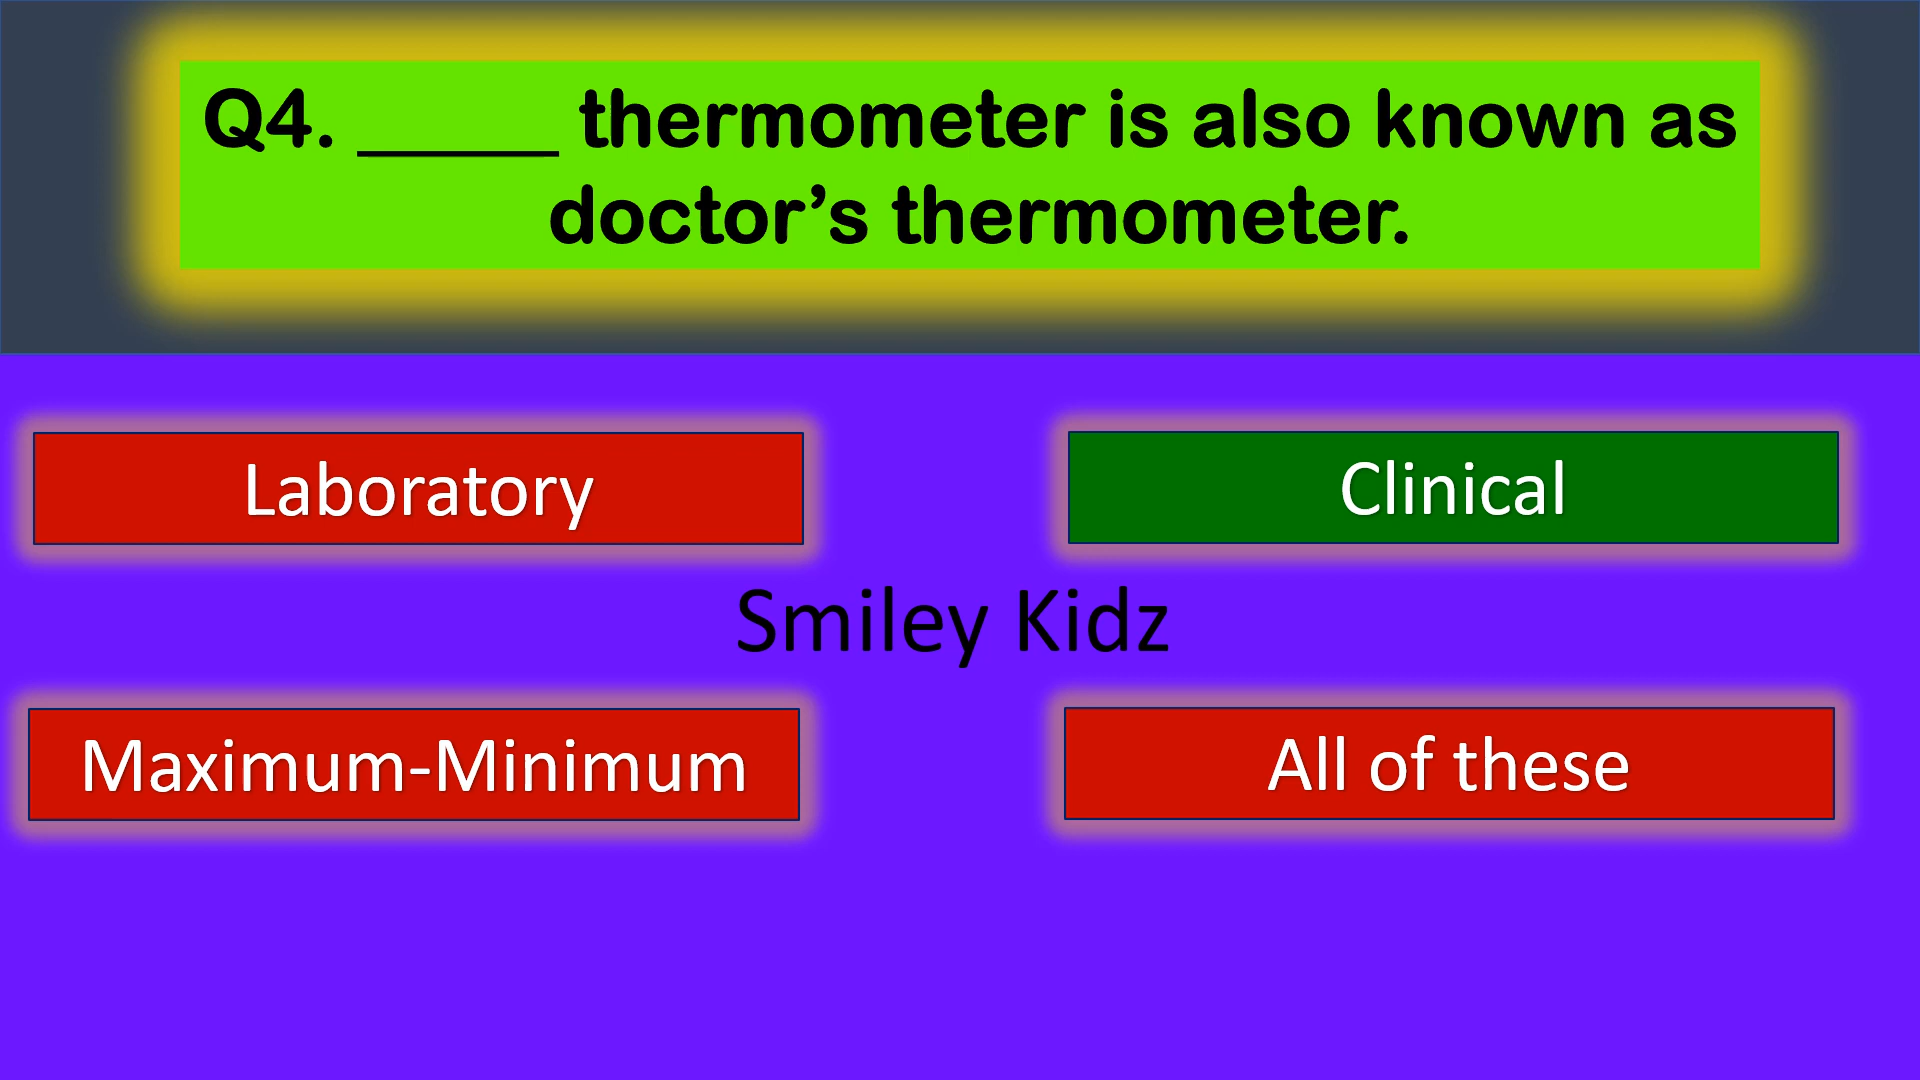 Q4. _____ thermometer is also known as
doctor’s thermometer.
Laboratory
Clinical
Smiley Kidz
Maximum-Minimum
All of these